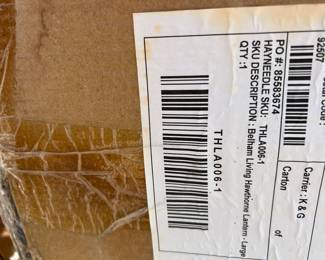 92507
PO #: 85583674
HAYNEEDLE SKU: THLA006-1
SKU DESCRIPTION : Belham Living Hawthorne Lantern - Large
QTY :1
THLA006-1
Carrier : K & G
Carton
of